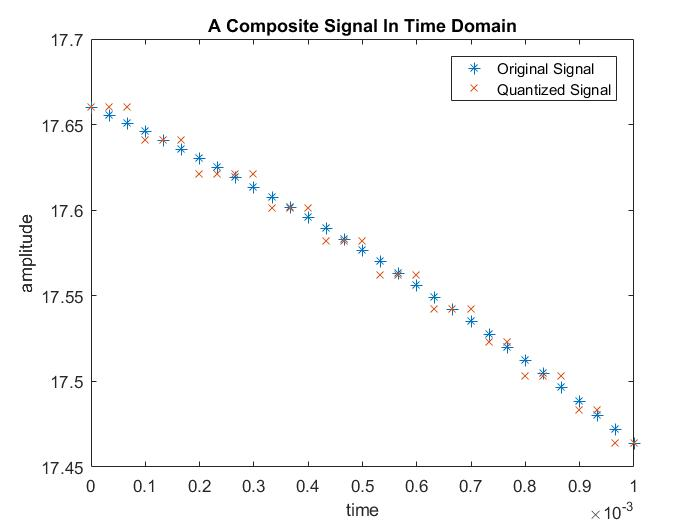 A Composite Signal In Time Domain
17.7
Original Signal
Quantized Signal
17.65
17.6
amplitude
17.55
17.5
17.45
0 0.1 0.2 0.3 0.4 0.5 0.6 0.7 0.8 0.9 1
time
×10⁻³